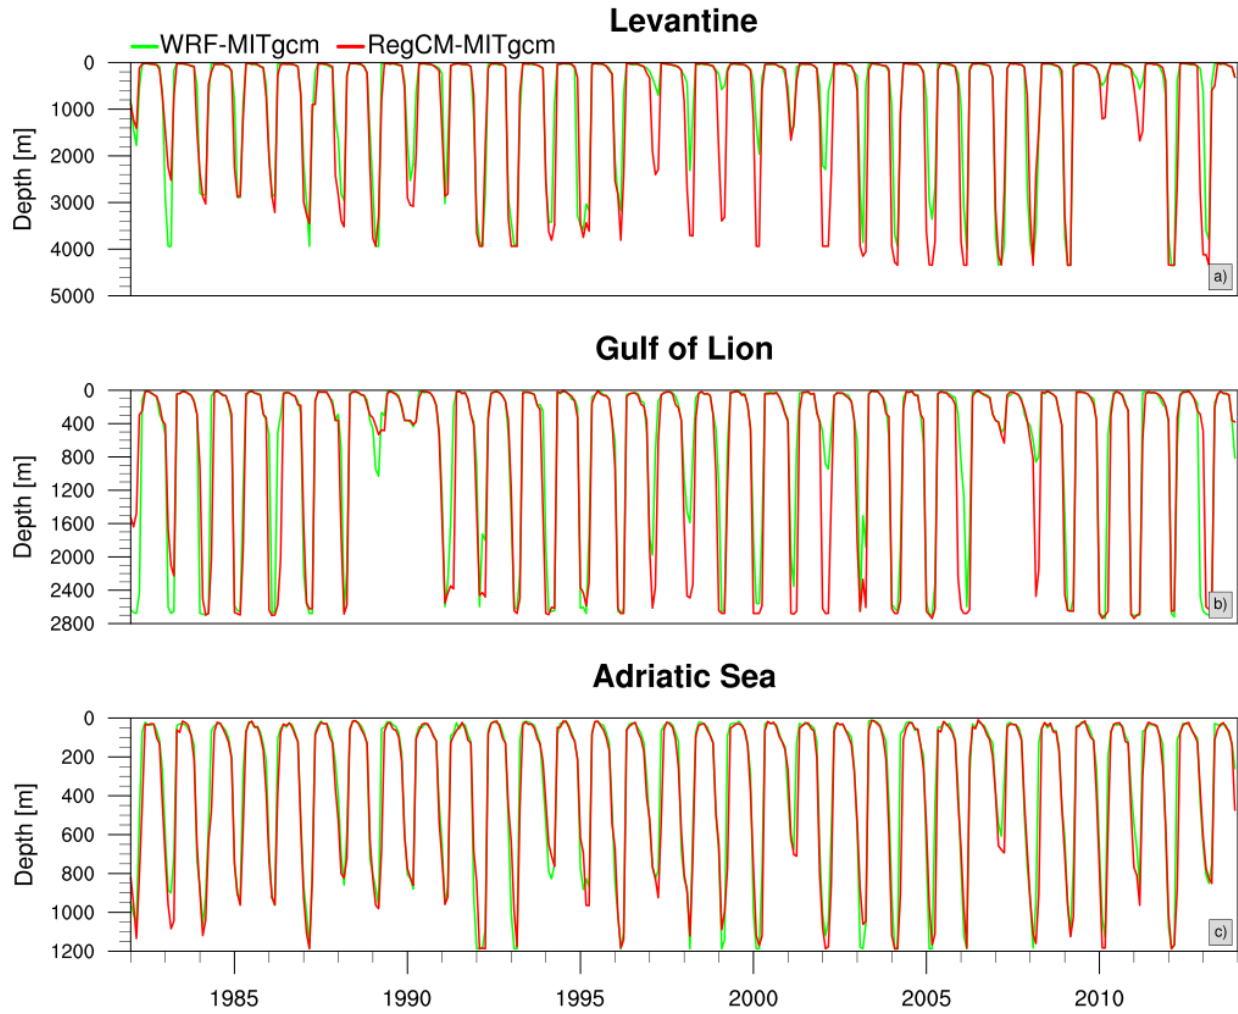 Levantine
WRF-MITgcm RegCM-MITgcm
0
1000
2000
3000
4000
5000
Depth [m]
a)
Gulf of Lion
0
400
800
1200
1600
2000
2400
2800
Depth [m]
b)
Adriatic Sea
0
200
400
600
800
1000
1200
Depth [m]
c)
1985 1990 1995 2000 2005 2010